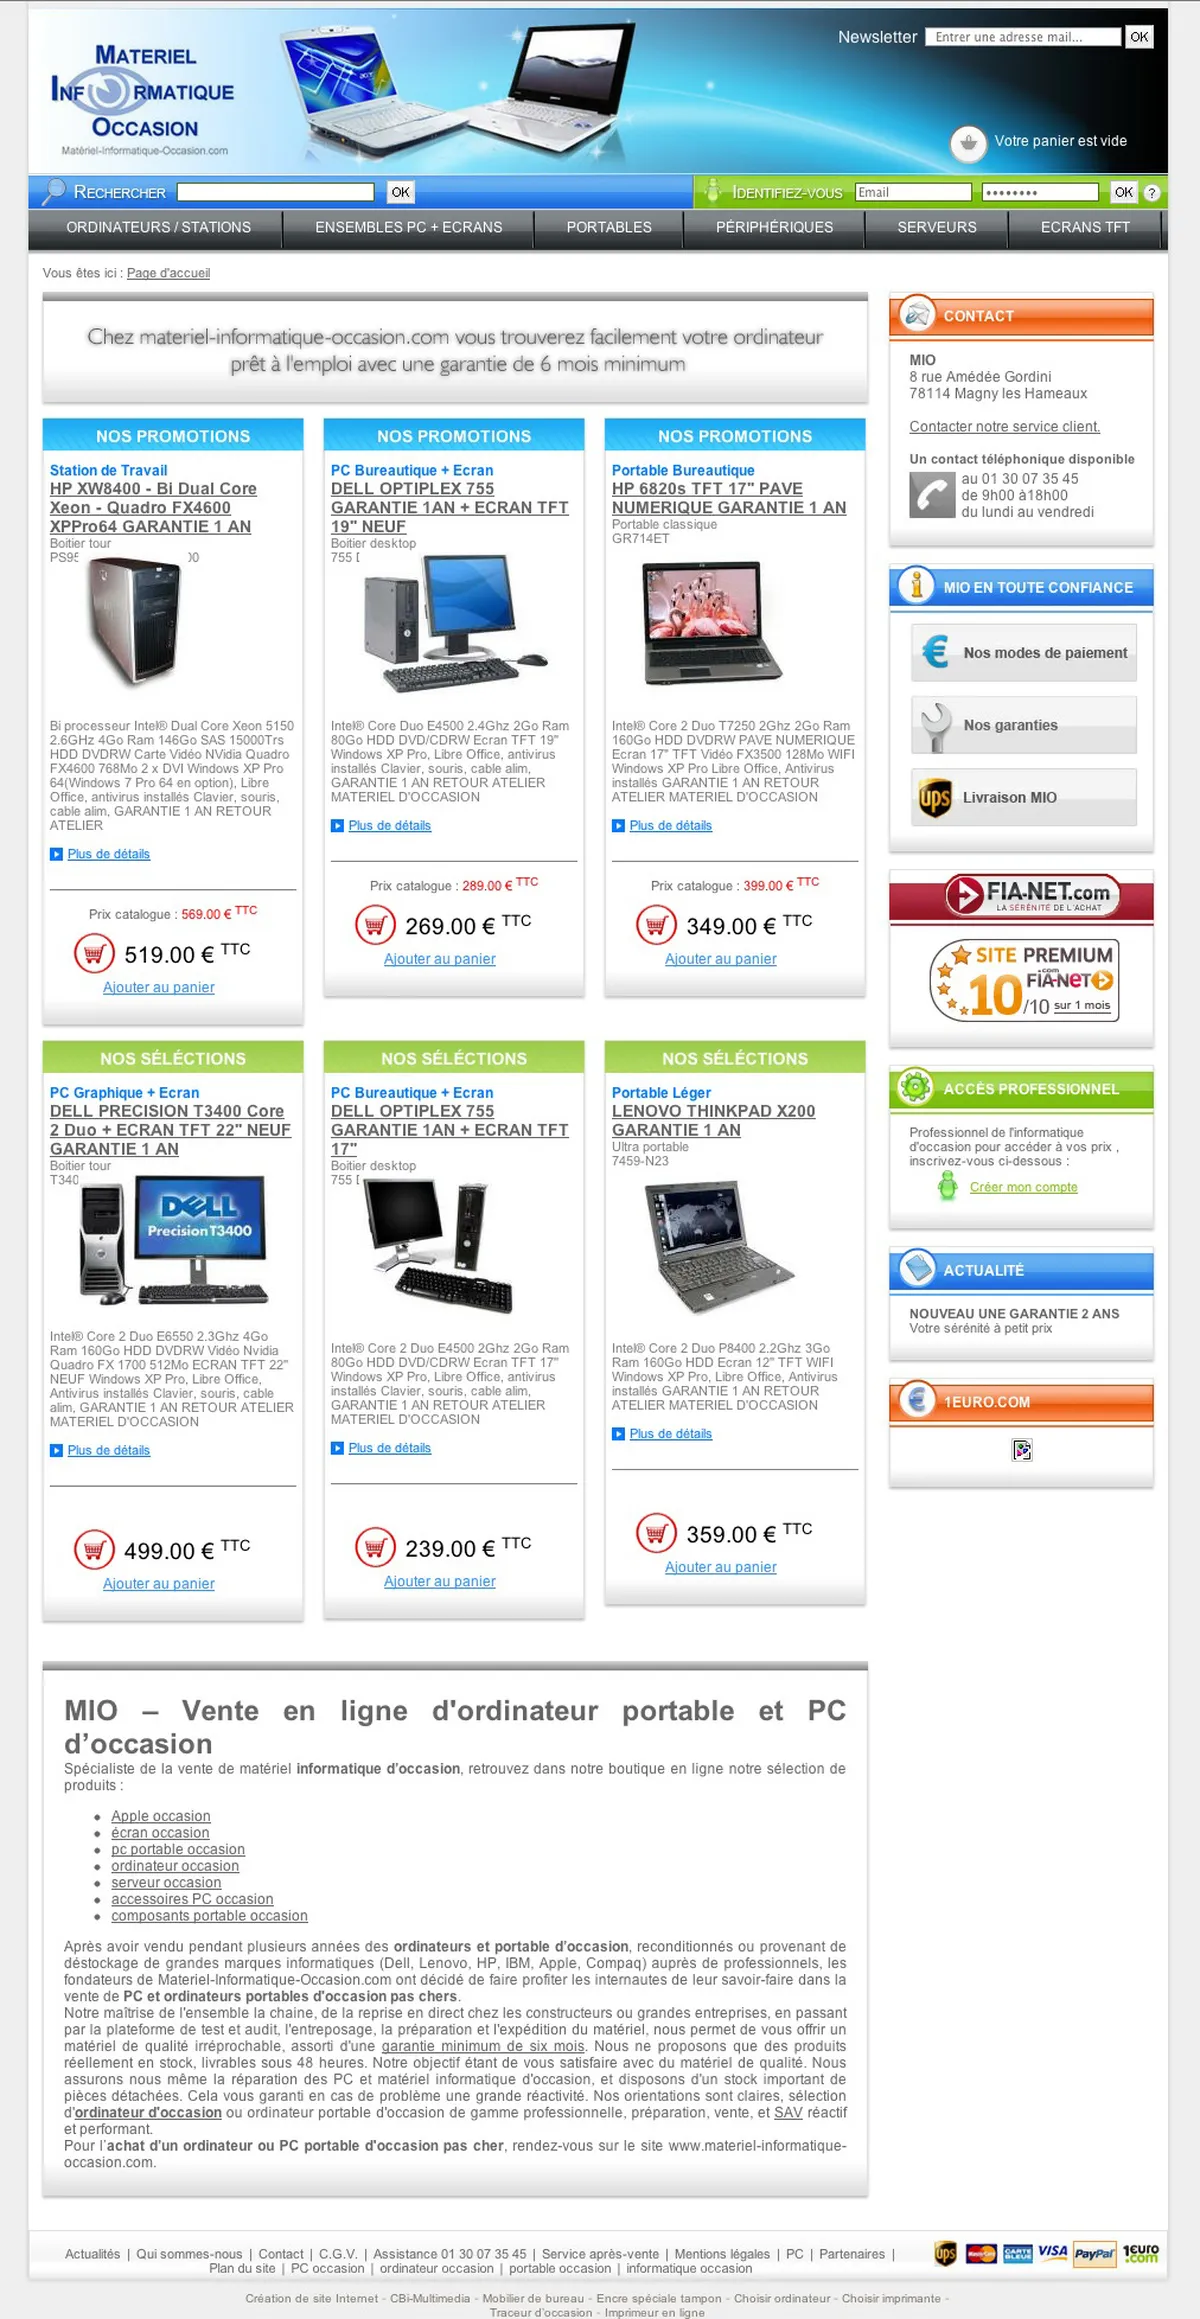 MATERIEL
INFORMATIQUE
OCCASION
Matériel-Informatique-Occasion.com
Newsletter Entrer une adresse mail... OK
Votre panier est vide
RECHERCHER OK
IDENTIFIEZ-VOUS Email •••••••• OK ?
ORDINATEURS / STATIONS ENSEMBLES PC + ECRANS PORTABLES PÉRIPHÉRIQUES SERVEURS ECRANS TFT
Vous êtes ici : Page d'accueil
Chez materiel-informatique-occasion.com vous trouverez facilement votre ordinateur
prêt à l'emploi avec une garantie de 6 mois minimum
NOS PROMOTIONS
Station de Travail
HP XW8400 - Bi Dual Core
Xeon - Quadro FX4600
XPPro64 GARANTIE 1 AN
Boitier tour
Bi processeur Intel® Dual Core Xeon 5150
2.6GHz 4Go Ram 146Go SAS 15000Trs
HDD DVDRW Carte Vidéo NVidia Quadro
FX4600 768Mo 2 x DVI Windows XP Pro
64(Windows 7 Pro 64 en option), Libre
Office, antivirus installés Clavier, souris,
cable alim, GARANTIE 1 AN RETOUR
ATELIER
Plus de détails
Prix catalogue : 569.00 € TTC
519.00 € TTC
Ajouter au panier
NOS PROMOTIONS
PC Bureautique + Ecran
DELL OPTIPLEX 755
GARANTIE 1AN + ECRAN TFT
19" NEUF
Boitier desktop
755
Intel® Core Duo E4500 2.4Ghz 2Go Ram
80Go HDD DVD/CDRW Ecran TFT 19"
Windows XP Pro, Libre Office, antivirus
installés Clavier, souris, cable alim,
GARANTIE 1 AN RETOUR ATELIER
MATERIEL D'OCCASION
Plus de détails
Prix catalogue : 289.00 € TTC
269.00 € TTC
Ajouter au panier
NOS PROMOTIONS
Portable Bureautique
HP 6820s TFT 17" PAVE
NUMERIQUE GARANTIE 1 AN
Portable classique
GR714ET
Intel® Core 2 Duo T7250 2Ghz 2Go Ram
160Go HDD DVDRW PAVE NUMERIQUE
Ecran 17" TFT Vidéo FX3500 128Mo WIFI
Windows XP Pro Libre Office, Antivirus
installés GARANTIE 1 AN RETOUR
ATELIER MATERIEL D'OCCASION
Plus de détails
Prix catalogue : 399.00 € TTC
349.00 € TTC
Ajouter au panier
NOS SÉLÉCTIONS
PC Graphique + Ecran
DELL PRECISION T3400 Core
2 Duo + ECRAN TFT 22" NEUF
GARANTIE 1 AN
Boitier tour
T340
DELL
Precision T3400
Intel® Core 2 Duo E6550 2.3Ghz 4Go
Ram 160Go HDD DVDRW Vidéo Nvidia
Quadro FX 1700 512Mo ECRAN TFT 22"
NEUF Windows XP Pro, Libre Office,
Antivirus installés Clavier, souris, cable
alim, GARANTIE 1 AN RETOUR ATELIER
MATERIEL D'OCCASION
Plus de détails
499.00 € TTC
Ajouter au panier
NOS SÉLÉCTIONS
PC Bureautique + Ecran
DELL OPTIPLEX 755
GARANTIE 1AN + ECRAN TFT
17"
Boitier desktop
755
Intel® Core 2 Duo E4500 2Ghz 2Go Ram
80Go HDD DVD/CDRW Ecran TFT 17"
Windows XP Pro, Libre Office, antivirus
installés Clavier, souris, cable alim,
GARANTIE 1 AN RETOUR ATELIER
MATERIEL D'OCCASION
Plus de détails
239.00 € TTC
Ajouter au panier
NOS SÉLÉCTIONS
Portable Léger
LENOVO THINKPAD X200
GARANTIE 1 AN
Ultra portable
7459-N23
Intel® Core 2 Duo P8400 2.2Ghz 3Go
Ram 160Go HDD Ecran 12" TFT WIFI
Windows XP Pro Libre Office, Antivirus
installés GARANTIE 1 AN RETOUR
ATELIER MATERIEL D'OCCASION
Plus de détails
359.00 € TTC
Ajouter au panier
CONTACT
MIO
8 rue Amédée Gordini
78114 Magny les Hameaux
Contacter notre service client.
Un contact téléphonique disponible
au 01 30 07 35 45
de 9h00 à18h00
du lundi au vendredi
MIO EN TOUTE CONFIANCE
Nos modes de paiement
Nos garanties
Livraison MIO
FIA-NET.com
LA SÉRÉNITÉ DE L'ACHAT
SITE PREMIUM
FIA-NET.com
10/10 sur 1 mois
ACCÉS PROFESSIONNEL
Professionnel de l'informatique
d'occasion pour accéder à vos prix ,
inscrivez-vous ci-dessous :
Créer mon compte
ACTUALITÉ
NOUVEAU UNE GARANTIE 2 ANS
Votre sérénité à petit prix
1EURO.COM
MIO – Vente en ligne d'ordinateur portable et PC
d’occasion
Spécialiste de la vente de matériel informatique d’occasion, retrouvez dans notre boutique en ligne notre sélection de
produits :
Apple occasion
écran occasion
pc portable occasion
ordinateur occasion
serveur occasion
accessoires PC occasion
composants portable occasion
Après avoir vendu pendant plusieurs années des ordinateurs et portable d’occasion, reconditionnés ou provenant de
déstockage de grandes marques informatiques (Dell, Lenovo, HP, IBM, Apple, Compaq) auprès de professionnels, les
fondateurs de Materiel-Informatique-Occasion.com ont décidé de faire profiter les internautes de leur savoir-faire dans la
vente de PC et ordinateurs portables d'occasion pas chers.
Notre maîtrise de l'ensemble la chaine, de la reprise en direct chez les constructeurs ou grandes entreprises, en passant
par la plateforme de test et audit, l'entreposage, la préparation et l'expédition du matériel, nous permet de vous offrir un
matériel de qualité irréprochable, assorti d'une garantie minimum de six mois. Nous ne proposons que des produits
réellement en stock, livrables sous 48 heures. Notre objectif étant de vous satisfaire avec du matériel de qualité. Nous
assurons nous même la réparation des PC et matériel informatique d'occasion, et disposons d'un stock important de
pièces détachées. Cela vous garanti en cas de problème une grande réactivité. Nos orientations sont claires, sélection
d'ordinateur d'occasion ou ordinateur portable d'occasion de gamme professionnelle, préparation, vente, et SAV réactif
et performant.
Pour l’achat d’un ordinateur ou PC portable d'occasion pas cher, rendez-vous sur le site www.materiel-informatique-
occasion.com.
Actualités | Qui sommes-nous | Contact | C.G.V. | Assistance 01 30 07 35 45 | Service après-vente | Mentions légales | PC | Partenaires |
Plan du site | PC occasion | ordinateur occasion | portable occasion | informatique occasion
ups MasterCard CARTE BLEUE VISA PayPal 1euro.com
Création de site Internet - CBi-Multimedia - Mobilier de bureau - Encre spéciale tampon - Choisir ordinateur - Choisir imprimante -
Traceur d'occasion - Imprimeur en ligne